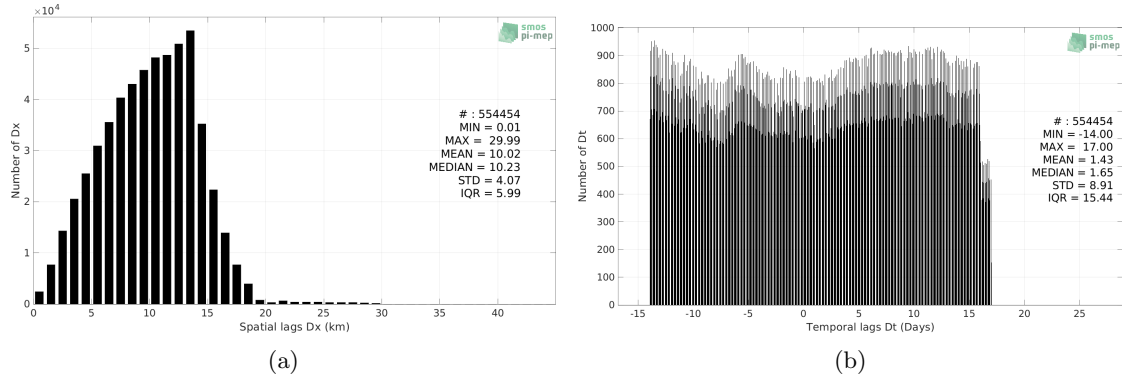 ×10⁴
smos
pi-mep
5
4
3
2
1
0
Number of Dx
# : 554454
MIN = 0.01
MAX = 29.99
MEAN = 10.02
MEDIAN = 10.23
STD = 4.07
IQR = 5.99
0 5 10 15 20 25 30 35 40
Spatial lags Dx (km)
(a)
smos
pi-mep
1000
900
800
700
600
500
400
300
200
100
0
Number of Dt
# : 554454
MIN = -14.00
MAX = 17.00
MEAN = 1.43
MEDIAN = 1.65
STD = 8.91
IQR = 15.44
-15 -10 -5 0 5 10 15 20 25
Temporal lags Dt (Days)
(b)